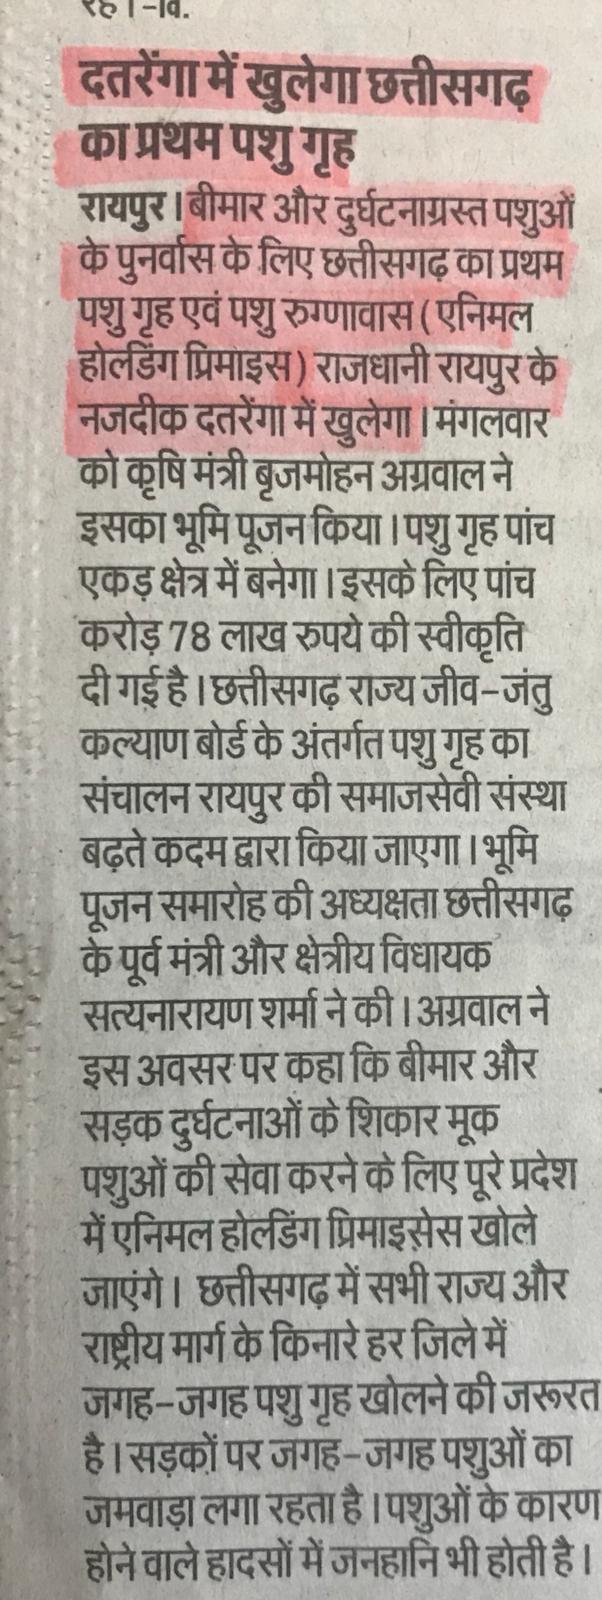 दतरेंगा में खुलेगा छत्तीसगढ़
का प्रथम पशु गृह
रायपुर। बीमार और दुर्घटनाग्रस्त पशुओं
के पुनर्वास के लिए छत्तीसगढ़ का प्रथम
पशु गृह एवं पशु रुग्णावास (एनिमल
होल्डिंग प्रिमाइस) राजधानी रायपुर के
नजदीक दतरेंगा में खुलेगा। मंगलवार
को कृषि मंत्री बृजमोहन अग्रवाल ने
इसका भूमि पूजन किया। पशु गृह पांच
एकड़ क्षेत्र में बनेगा। इसके लिए पांच
करोड़ 78 लाख रुपये की स्वीकृति
दी गई है। छत्तीसगढ़ राज्य जीव-जंतु
कल्याण बोर्ड के अंतर्गत पशु गृह का
संचालन रायपुर की समाजसेवी संस्था
बढ़ते कदम द्वारा किया जाएगा। भूमि
पूजन समारोह की अध्यक्षता छत्तीसगढ़
के पूर्व मंत्री और क्षेत्रीय विधायक
सत्यनारायण शर्मा ने की। अग्रवाल ने
इस अवसर पर कहा कि बीमार और
सड़क दुर्घटनाओं के शिकार मूक
पशुओं की सेवा करने के लिए पूरे प्रदेश
में एनिमल होल्डिंग प्रिमाइसेस खोले
जाएंगे। छत्तीसगढ़ में सभी राज्य और
राष्ट्रीय मार्ग के किनारे हर जिले में
जगह-जगह पशु गृह खोलने की जरूरत
है। सड़कों पर जगह-जगह पशुओं का
जमवाड़ा लगा रहता है। पशुओं के कारण
होने वाले हादसों में जनहानि भी होती है।